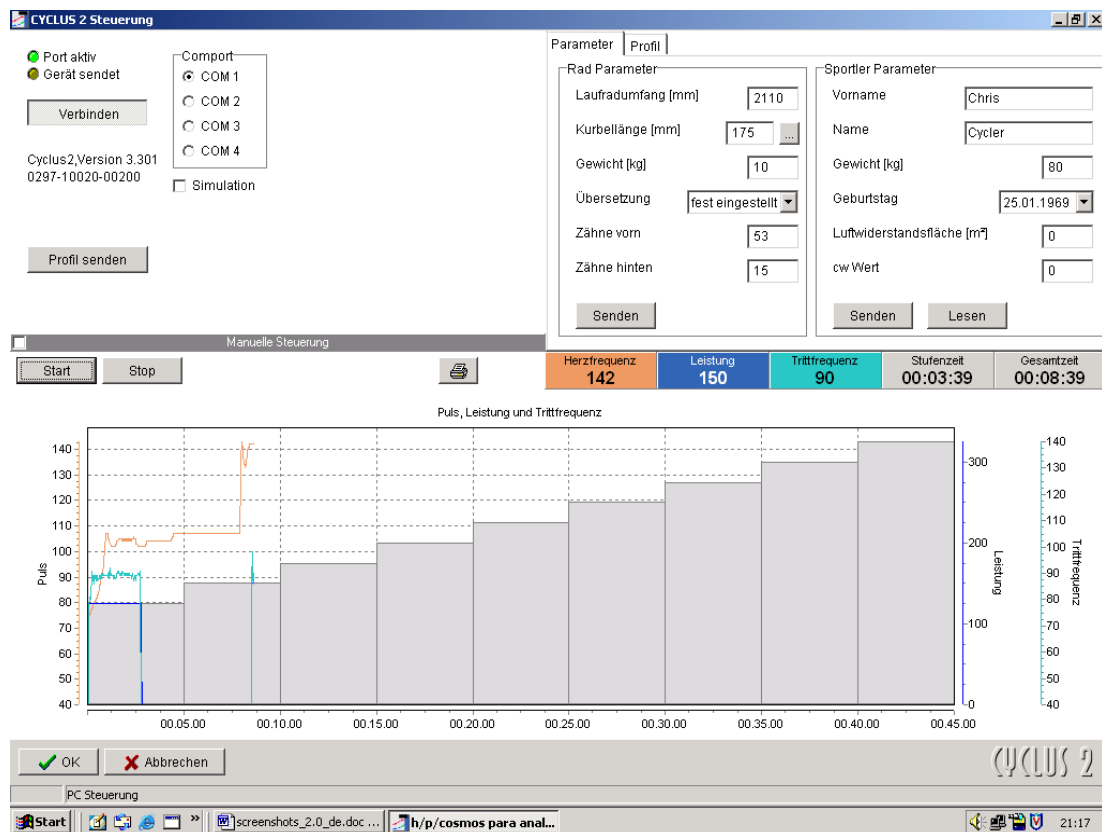 CYCLUS 2 Steuerung
Port aktiv
Gerät sendet
Verbinden
Cyclus2,Version 3.301
0297-10020-00200
Profil senden
Comport
COM 1
COM 2
COM 3
COM 4
Simulation
Parameter Profil
Rad Parameter
Laufradumfang [mm] 2110
Kurbellänge [mm] 175 ...
Gewicht [kg] 10
Übersetzung fest eingestellt
Zähne vorn 53
Zähne hinten 15
Senden
Sportler Parameter
Vorname Chris
Name Cycler
Gewicht [kg] 80
Geburtstag 25.01.1969
Luftwiderstandsfläche [m²] 0
cw Wert 0
Senden Lesen
Manuelle Steuerung
Start Stop
Herzfrequenz Leistung Trittfrequenz Stufenzeit Gesamtzeit
142 150 90 00:03:39 00:08:39
Puls, Leistung und Trittfrequenz
Puls
140
130
120
110
100
90
80
70
60
50
40
300
200
100
0
Leistung
140
130
120
110
100
90
80
70
60
50
40
Trittfrequenz
00.05.00 00.10.00 00.15.00 00.20.00 00.25.00 00.30.00 00.35.00 00.40.00 00.45.00
OK Abbrechen
CYCLUS 2
PC Steuerung
Start » screenshots_2.0_de.doc ... h/p/cosmos para anal... 21:17